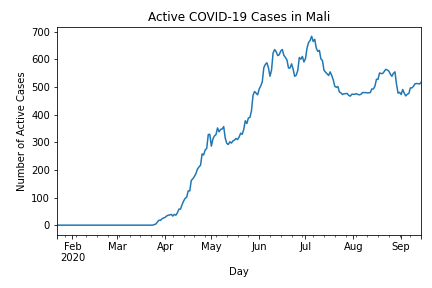 Active COVID-19 Cases in Mali
Number of Active Cases
700
600
500
400
300
200
100
0
Feb Mar Apr May Jun Jul Aug Sep
2020
Day